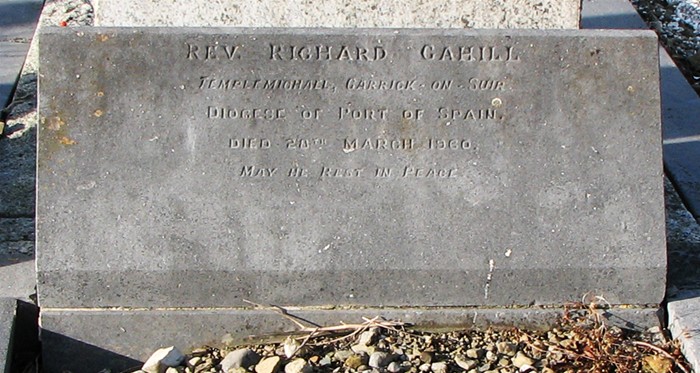 REV. RICHARD CAHILL
TEMPLEMICHAEL, CARRICK-ON-SUIR.
DIOCESE OF PORT OF SPAIN.
DIED 28TH MARCH 1960.
MAY HE REST IN PEACE